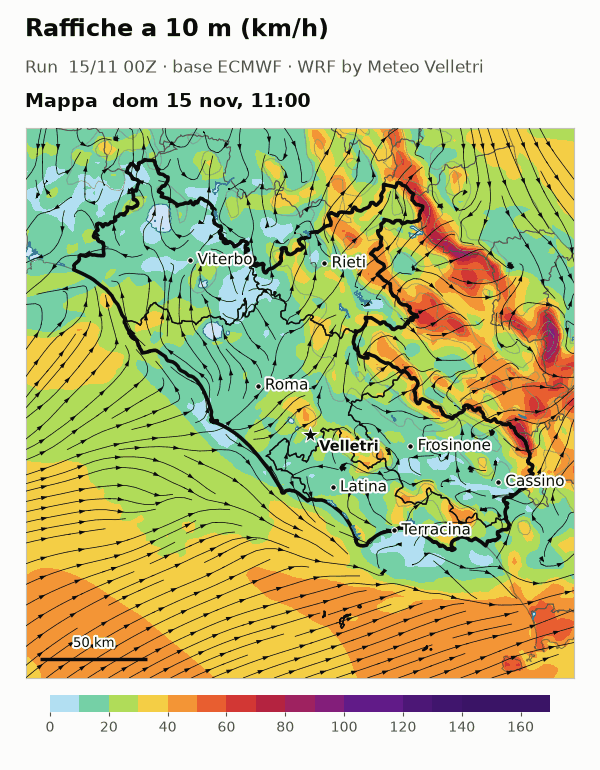 Raffiche a 10 m (km/h)
Run  15/11 00Z · base ECMWF · WRF by Meteo Velletri
Mappa  dom 15 nov, 11:00
Viterbo
Rieti
Roma
Velletri
Frosinone
Cassino
Latina
Terracina
50 km
0 20 40 60 80 100 120 140 160